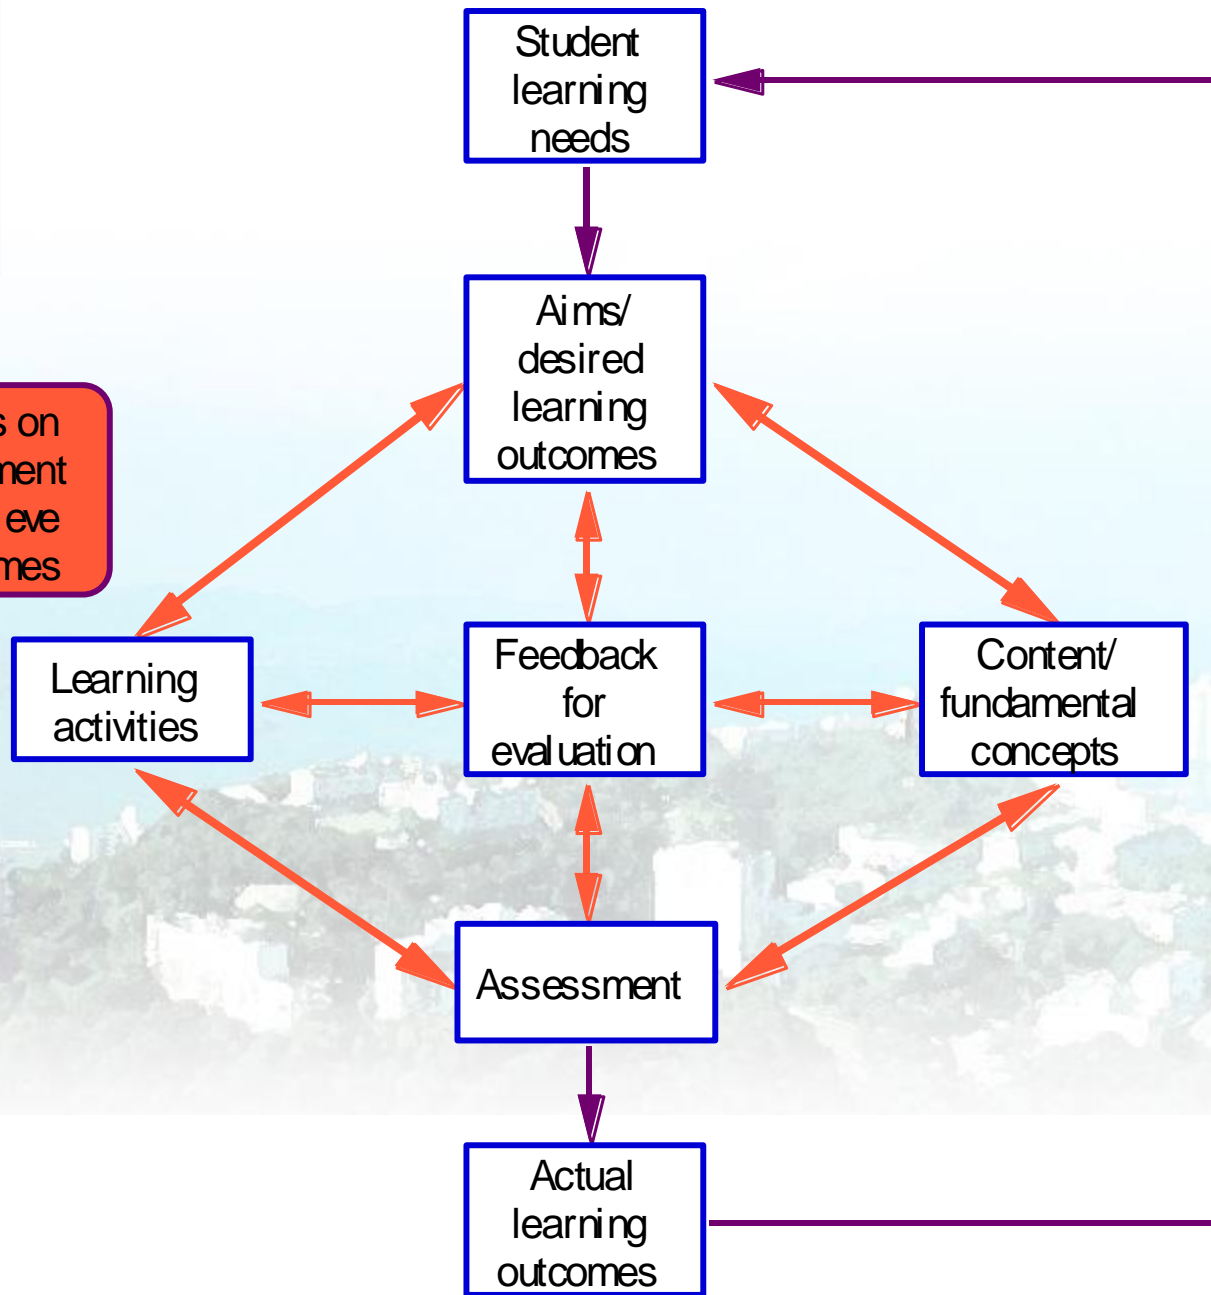 Student
learning
needs
Aims/
desired
learning
outcomes
s on
ment
eve
mes
Learning
activities
Feedback
for
evaluation
Content/
fundamental
concepts
Assessment
Actual
learning
outcomes